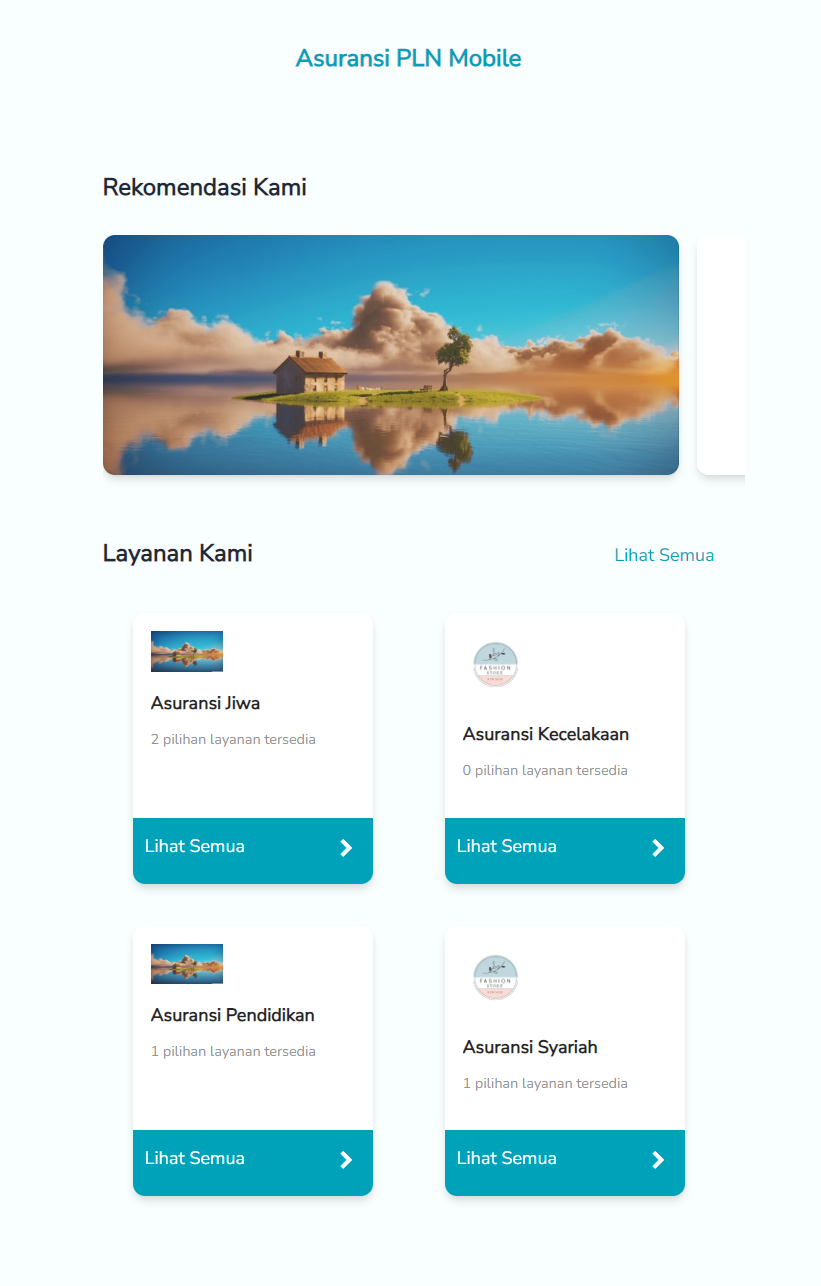 Asuransi PLN Mobile
Rekomendasi Kami
Layanan Kami
Lihat Semua
Asuransi Jiwa
2 pilihan layanan tersedia
Lihat Semua
FASHION
STORE
Asuransi Kecelakaan
0 pilihan layanan tersedia
Lihat Semua
Asuransi Pendidikan
1 pilihan layanan tersedia
Lihat Semua
FASHION
STORE
Asuransi Syariah
1 pilihan layanan tersedia
Lihat Semua